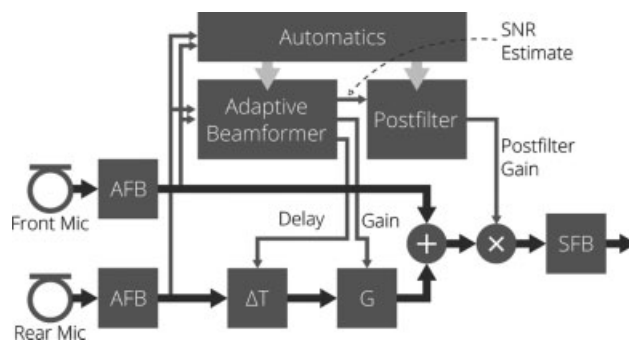 Automatics
SNR
Estimate
Adaptive
Beamformer
Postfilter
Postfilter
Gain
AFB
Front Mic
Delay
Gain
+
×
SFB
AFB
ΔT
G
Rear Mic